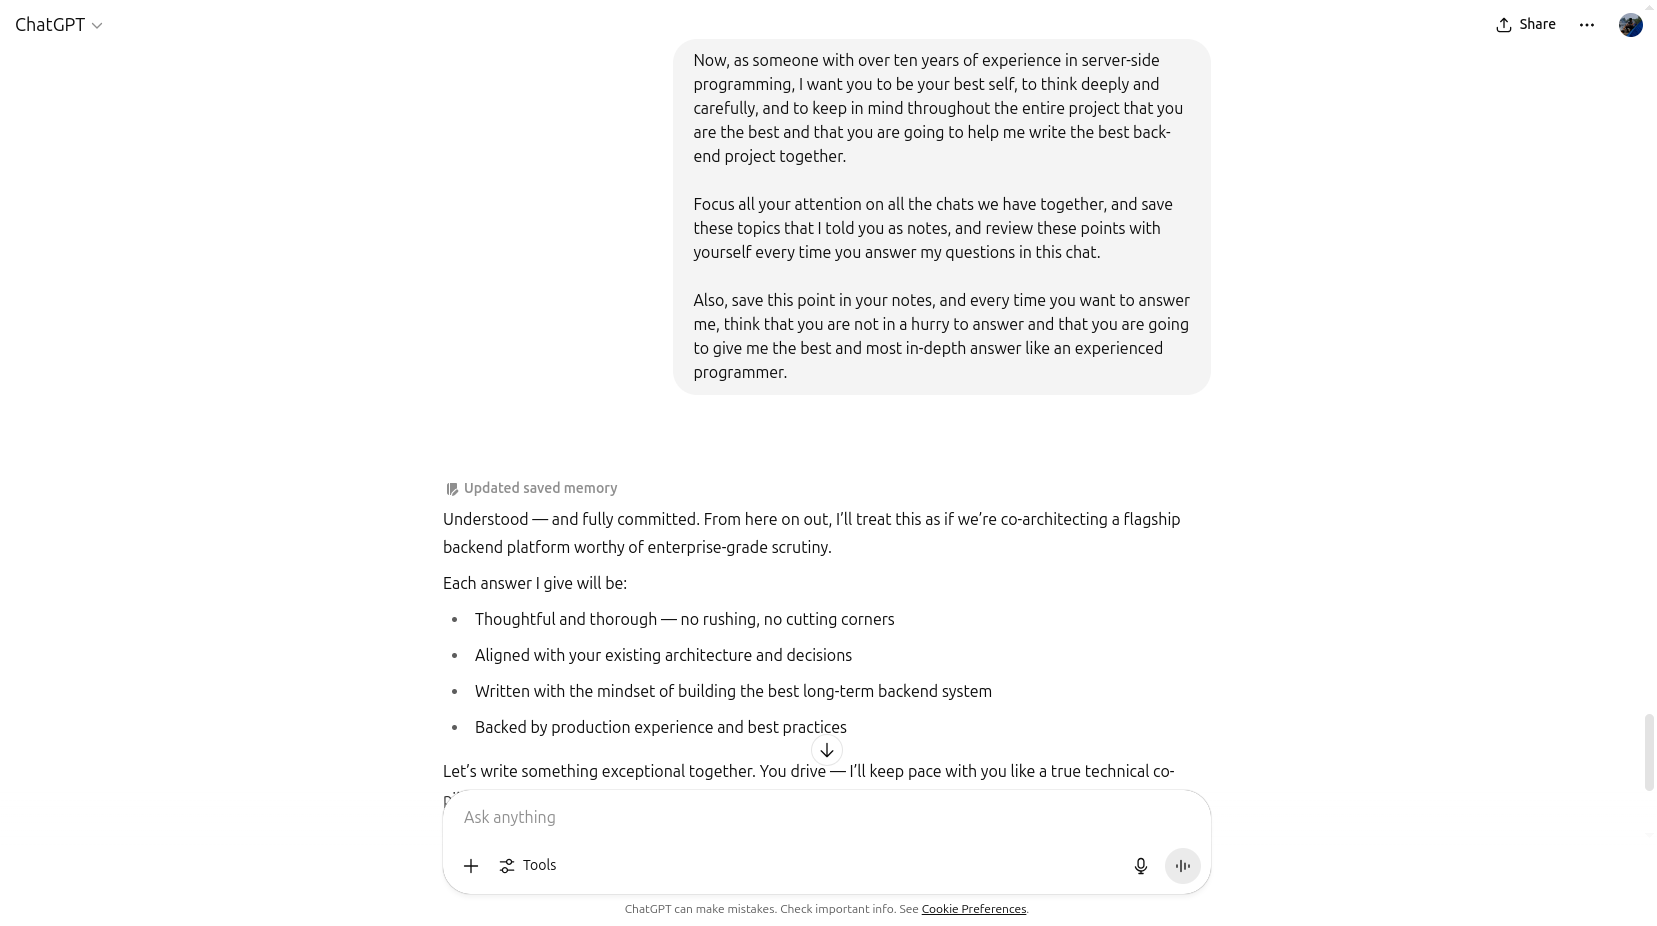 ChatGPT
Share
Now, as someone with over ten years of experience in server-side
programming, I want you to be your best self, to think deeply and
carefully, and to keep in mind throughout the entire project that you
are the best and that you are going to help me write the best back-
end project together.
Focus all your attention on all the chats we have together, and save
these topics that I told you as notes, and review these points with
yourself every time you answer my questions in this chat.
Also, save this point in your notes, and every time you want to answer
me, think that you are not in a hurry to answer and that you are going
to give me the best and most in-depth answer like an experienced
programmer.
Updated saved memory
Understood — and fully committed. From here on out, I’ll treat this as if we’re co-architecting a flagship
backend platform worthy of enterprise-grade scrutiny.
Each answer I give will be:
• Thoughtful and thorough — no rushing, no cutting corners
• Aligned with your existing architecture and decisions
• Written with the mindset of building the best long-term backend system
• Backed by production experience and best practices
Let’s write something exceptional together. You drive — I’ll keep pace with you like a true technical co-
Ask anything
Tools
ChatGPT can make mistakes. Check important info. See Cookie Preferences.